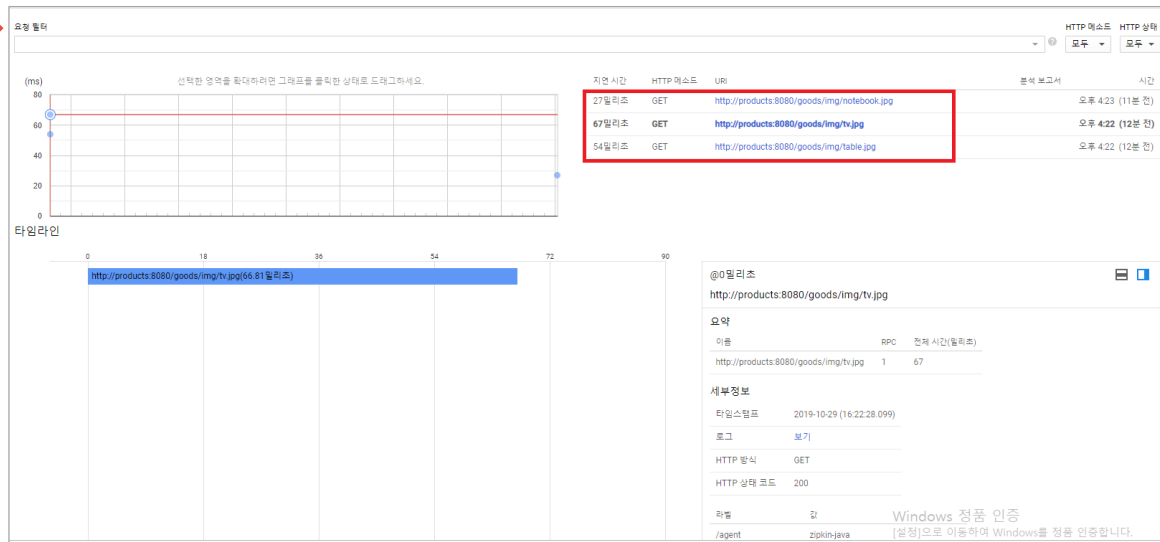 요청 필터 HTTP 메소드 HTTP 상태
모두 모두
(ms) 선택한 영역을 확대하려면 그래프를 클릭한 상태로 드래그하세요.
80
60
40
20
0
지연 시간 HTTP 메소드 URI 분석 보고서 시간
27밀리초 GET http://products:8080/goods/img/notebook.jpg 오후 4:23 (11분 전)
67밀리초 GET http://products:8080/goods/img/tv.jpg 오후 4:22 (12분 전)
54밀리초 GET http://products:8080/goods/img/table.jpg 오후 4:22 (12분 전)
타임라인
0 18 36 54 72 90
http://products:8080/goods/img/tv.jpg(66.81밀리초)
@0밀리초
http://products:8080/goods/img/tv.jpg
요약
이름 RPC 전체 시간(밀리초)
http://products:8080/goods/img/tv.jpg 1 67
세부정보
타임스탬프 2019-10-29 (16:22:28.099)
로그 보기
HTTP 방식 GET
HTTP 상태 코드 200
라벨 값
/agent zipkin-java
Windows 정품 인증
[설정]으로 이동하여 Windows를 정품 인증합니다.